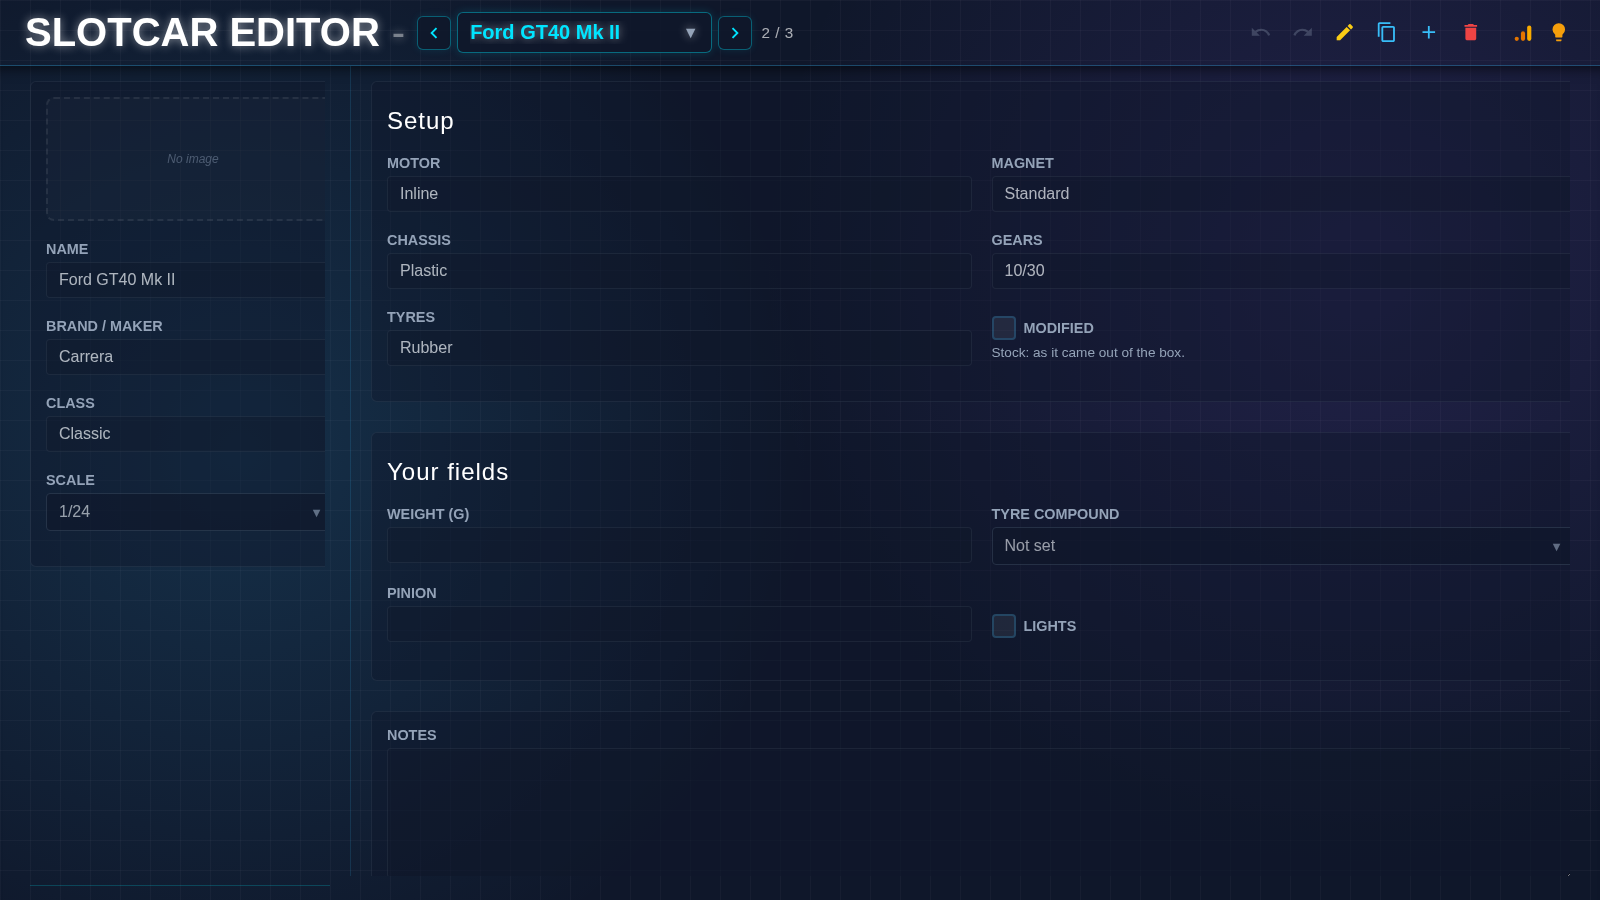 SLOTCAR EDITOR - Ford GT40 Mk II 2 / 3
No image
NAME
Ford GT40 Mk II
BRAND / MAKER
Carrera
CLASS
Classic
SCALE
1/24
Setup
MOTOR
Inline
MAGNET
Standard
CHASSIS
Plastic
GEARS
10/30
TYRES
Rubber
MODIFIED
Stock: as it came out of the box.
Your fields
WEIGHT (G)
TYRE COMPOUND
Not set
PINION
LIGHTS
NOTES